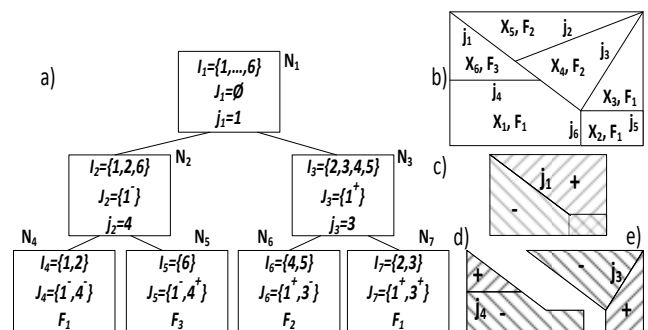 a)
N₁
I₁={1,...,6}
J₁=Ø
j₁=1
N₂
I₂={1,2,6}
J₂={1⁻}
j₂=4
N₃
I₃={2,3,4,5}
J₃={1⁺}
j₃=3
N₄
I₄={1,2}
J₄={1⁻,4⁻}
F₁
N₅
I₅={6}
J₅={1⁻,4⁺}
F₃
N₆
I₆={4,5}
J₆={1⁺,3⁻}
F₂
N₇
I₇={2,3}
J₇={1⁺,3⁺}
F₁
b)
X₅, F₂
j₁
j₂
j₃
X₆, F₃
X₄, F₂
j₄
X₃, F₁
X₁, F₁
j₆
X₂, F₁
j₅
c)
j₁
+
-
d)
+
j₄
-
e)
-
j₃
+